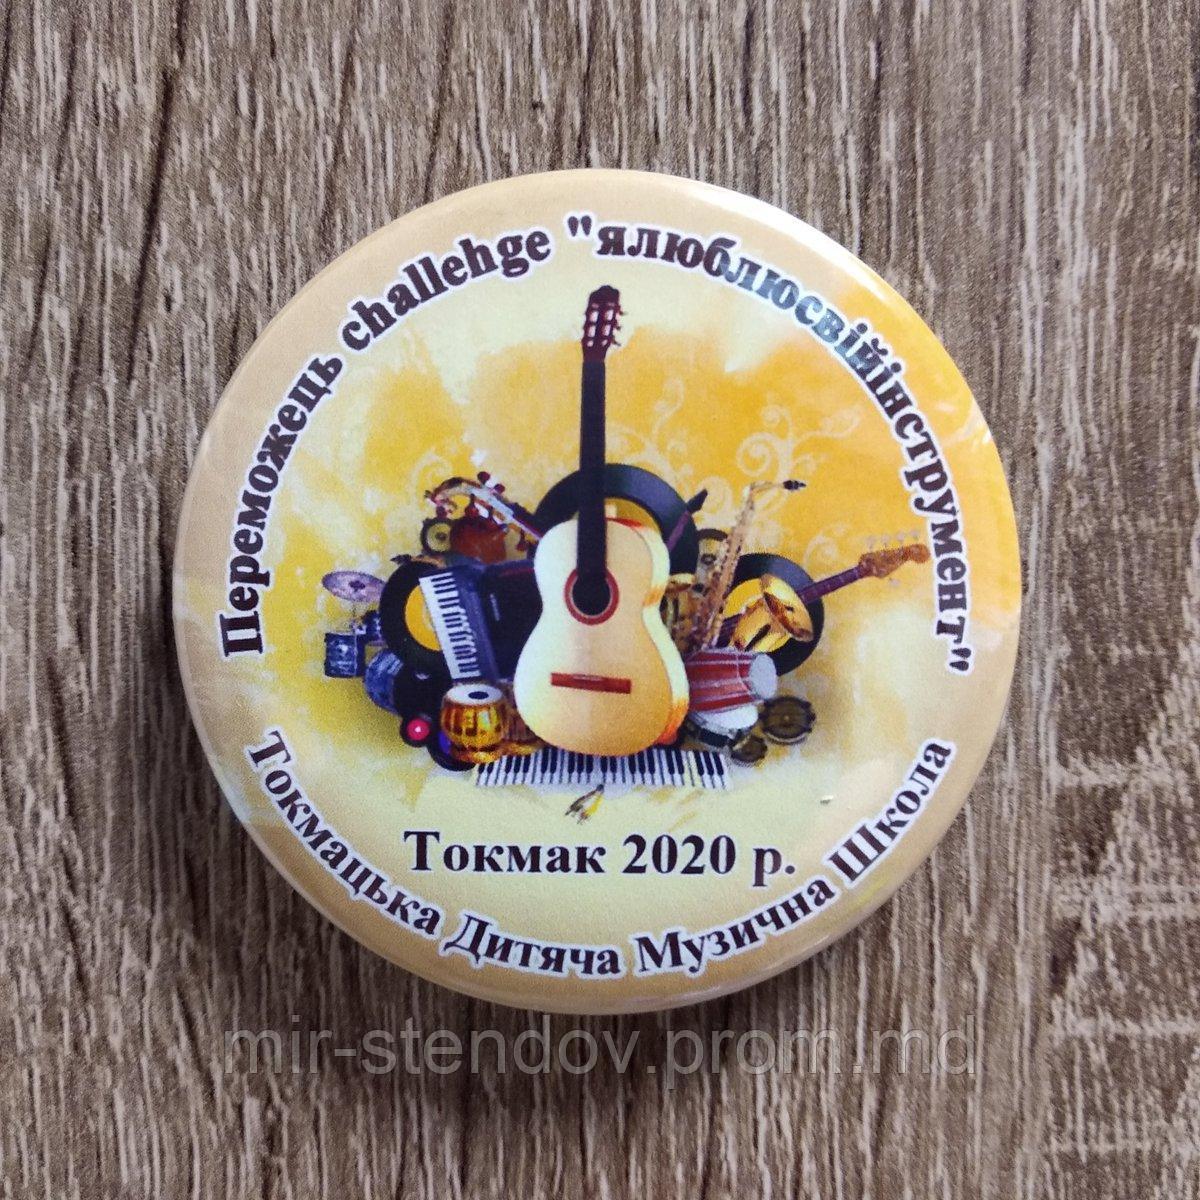 Переможець challehge "ялюблюсвійінструмент"
Токмак 2020 р.
Токмацька Дитяча Музична Школа
mir-stendov.prom.md